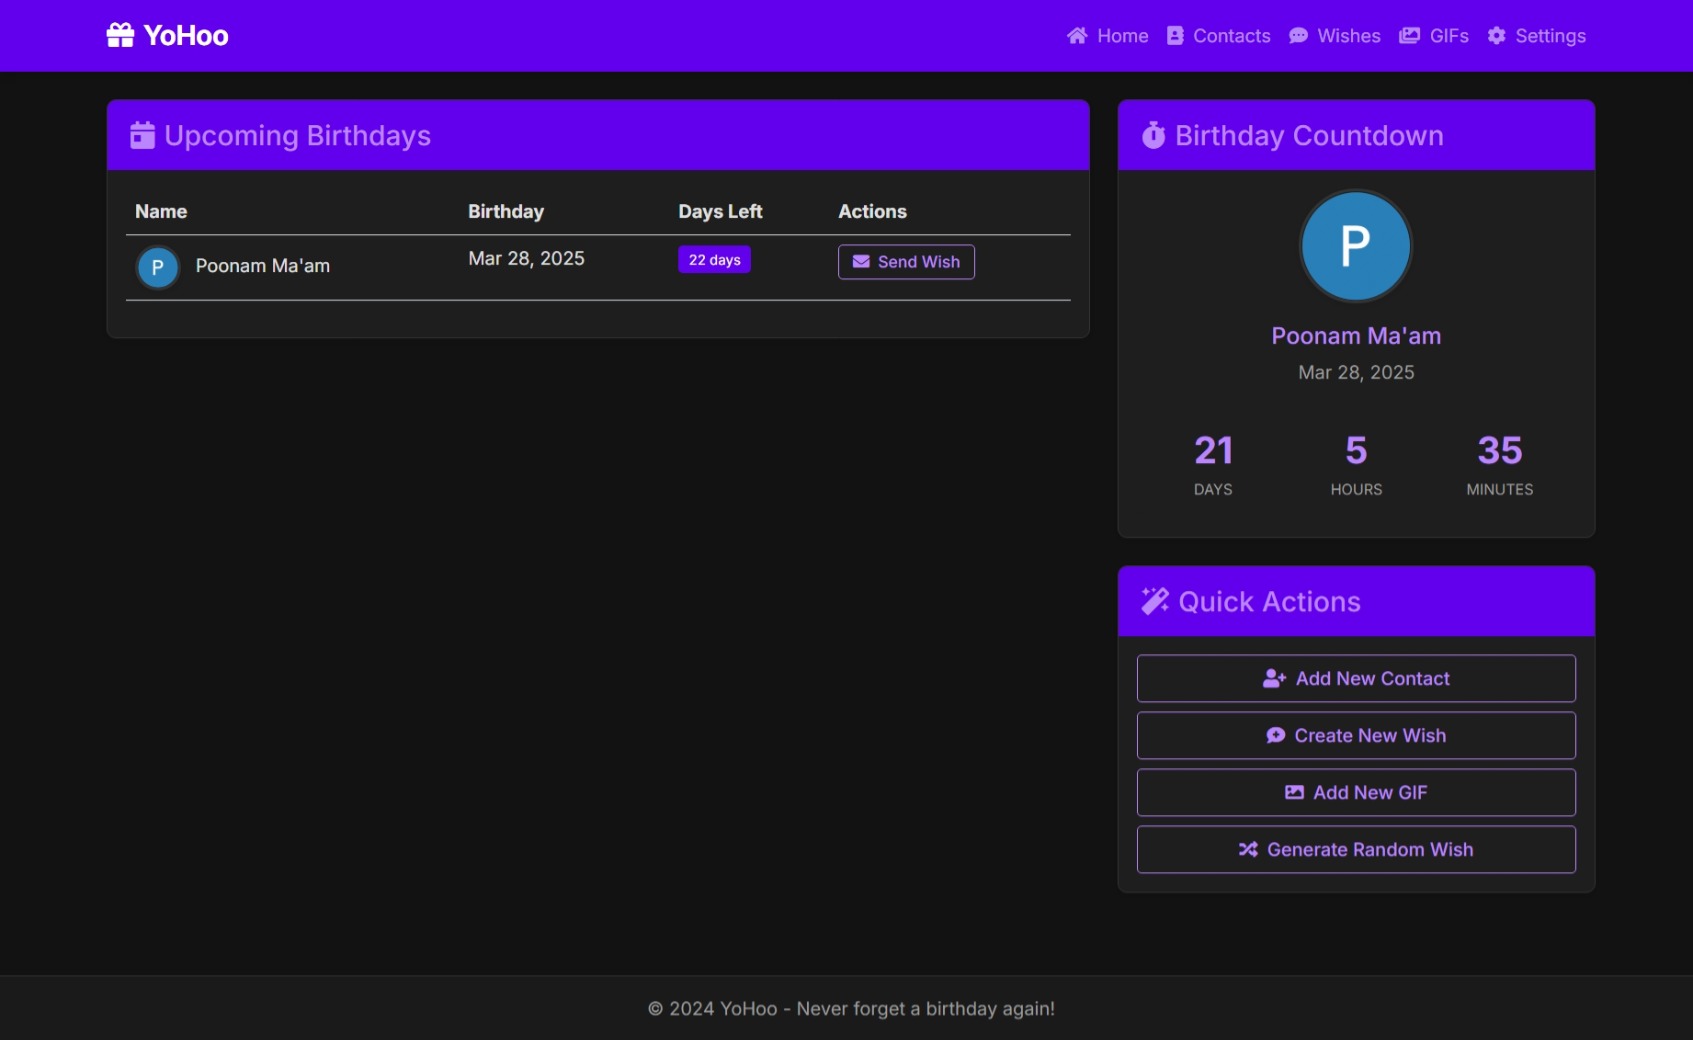 YoHoo
Home Contacts Wishes GIFs Settings
Upcoming Birthdays
Name Birthday Days Left Actions
P Poonam Ma'am Mar 28, 2025 22 days Send Wish
Birthday Countdown
P
Poonam Ma'am
Mar 28, 2025
21 5 35
DAYS HOURS MINUTES
Quick Actions
Add New Contact
Create New Wish
Add New GIF
Generate Random Wish
© 2024 YoHoo - Never forget a birthday again!